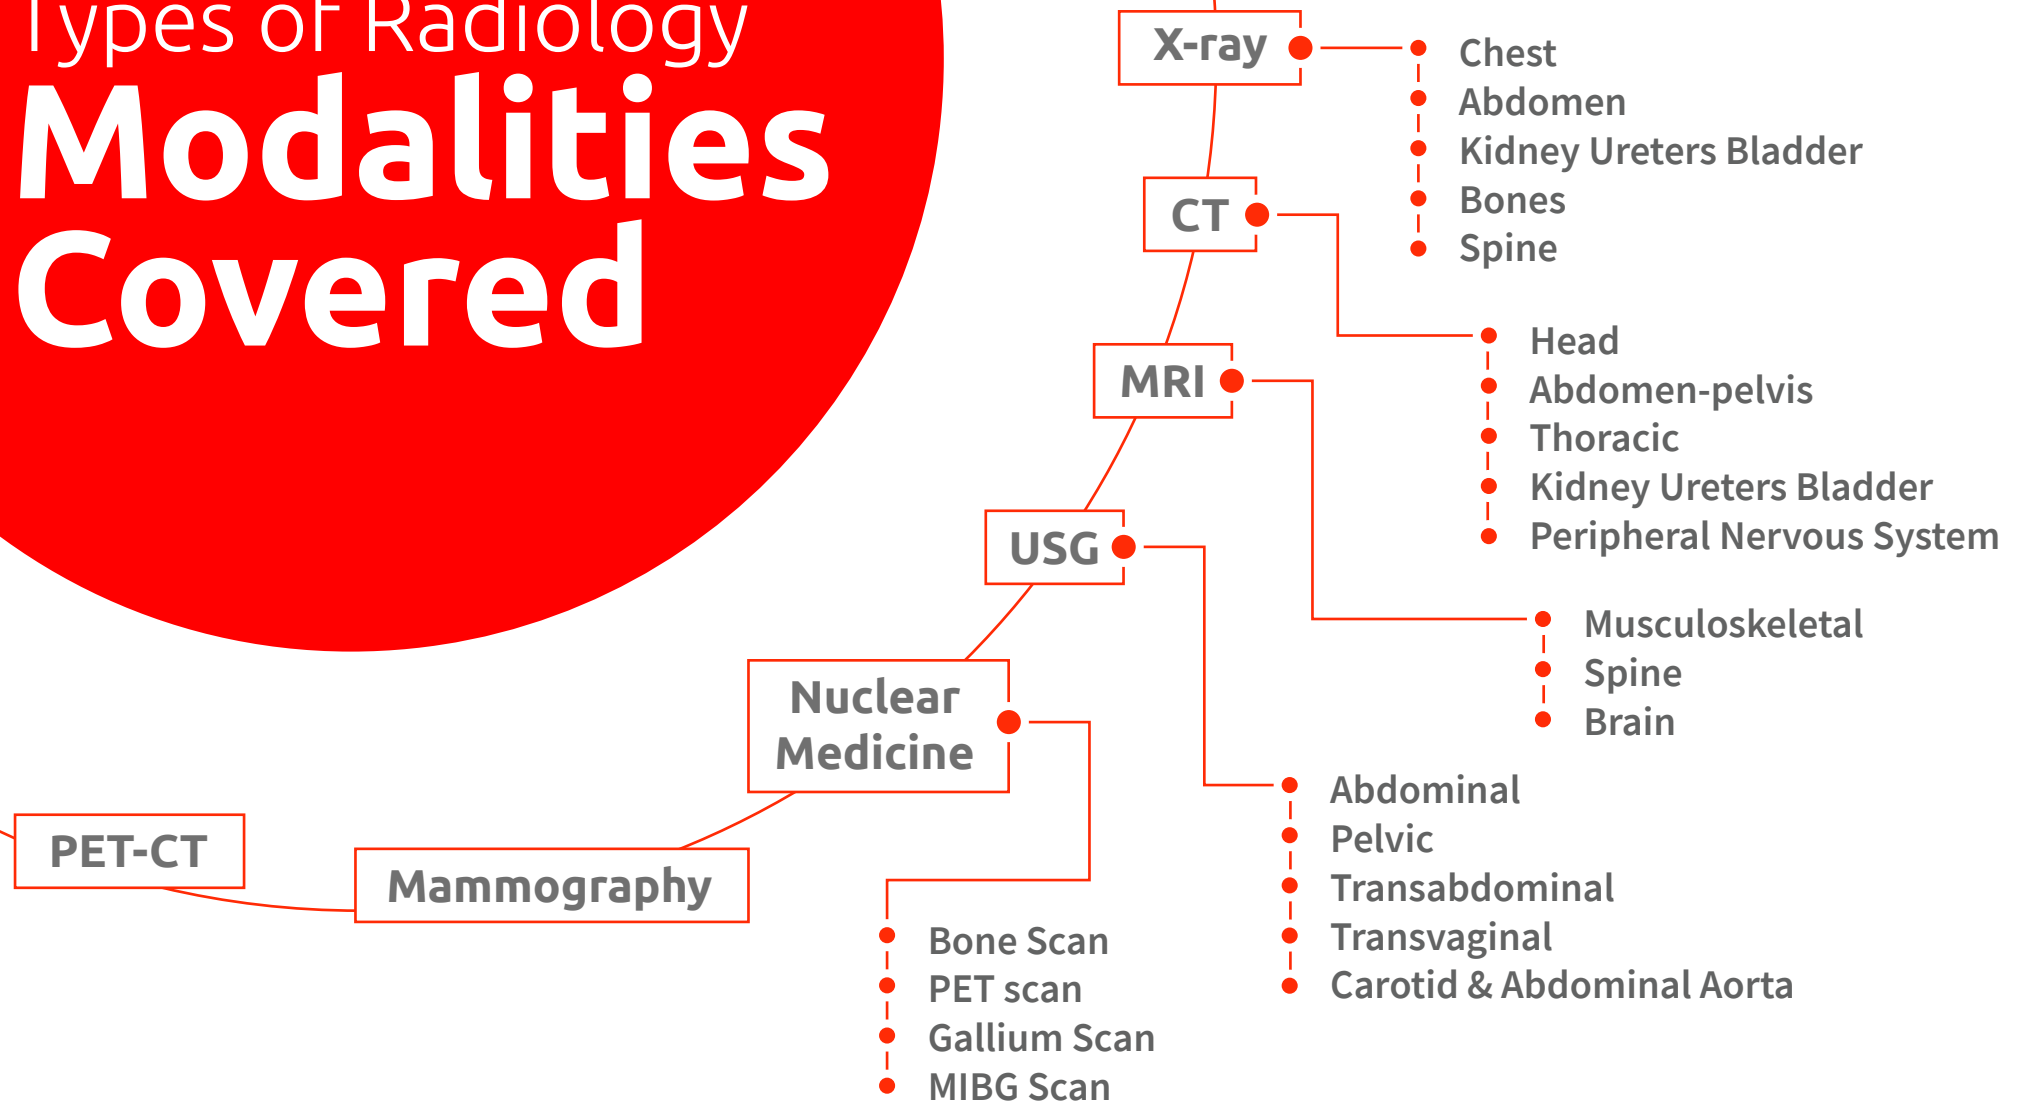 Types of Radiology
Modalities
Covered
X-ray
Chest
Abdomen
Kidney Ureters Bladder
Bones
Spine
CT
Head
Abdomen-pelvis
Thoracic
Kidney Ureters Bladder
Peripheral Nervous System
MRI
Musculoskeletal
Spine
Brain
USG
Abdominal
Pelvic
Transabdominal
Transvaginal
Carotid & Abdominal Aorta
Nuclear
Medicine
Bone Scan
PET scan
Gallium Scan
MIBG Scan
Mammography
PET-CT